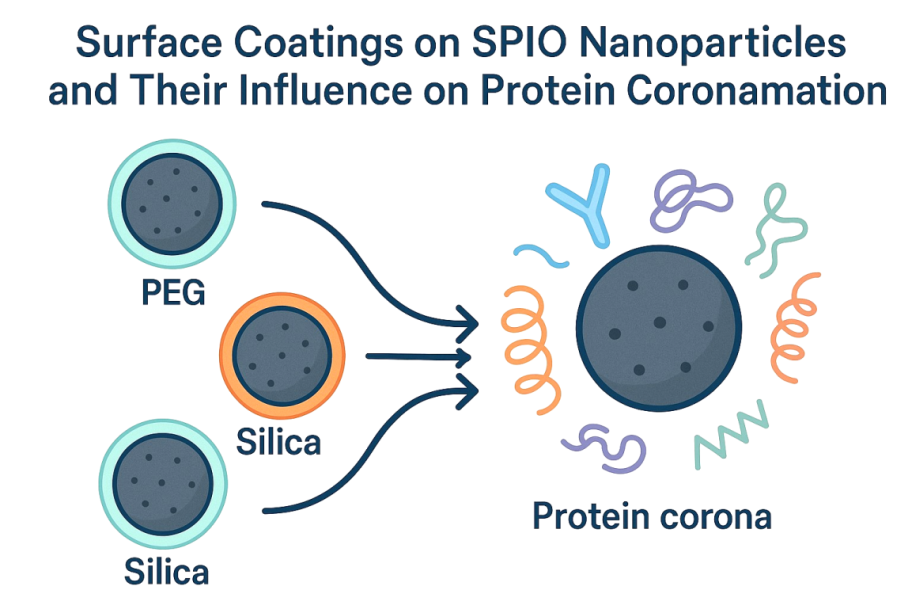 Surface Coatings on SPIO Nanoparticles
and Their Influence on Protein Coronamation
PEG
Silica
Silica
Protein corona